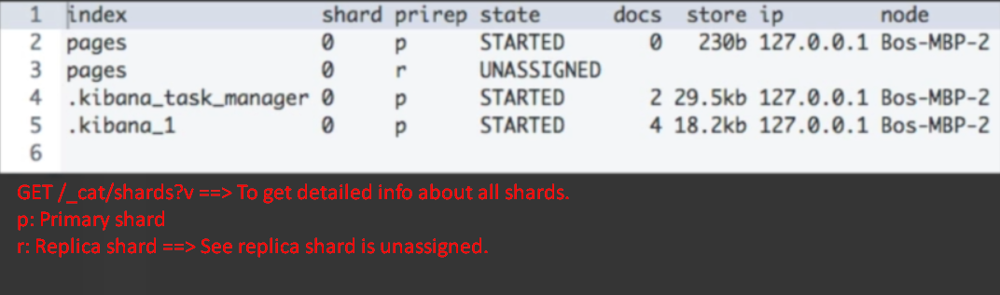 1 index shard prirep state docs store ip node
2 pages 0 p STARTED 0 230b 127.0.0.1 Bos-MBP-2
3 pages 0 r UNASSIGNED
4 .kibana_task_manager 0 p STARTED 2 29.5kb 127.0.0.1 Bos-MBP-2
5 .kibana_1 0 p STARTED 4 18.2kb 127.0.0.1 Bos-MBP-2
6
GET /_cat/shards?v ==> To get detailed info about all shards.
p: Primary shard
r: Replica shard ==> See replica shard is unassigned.